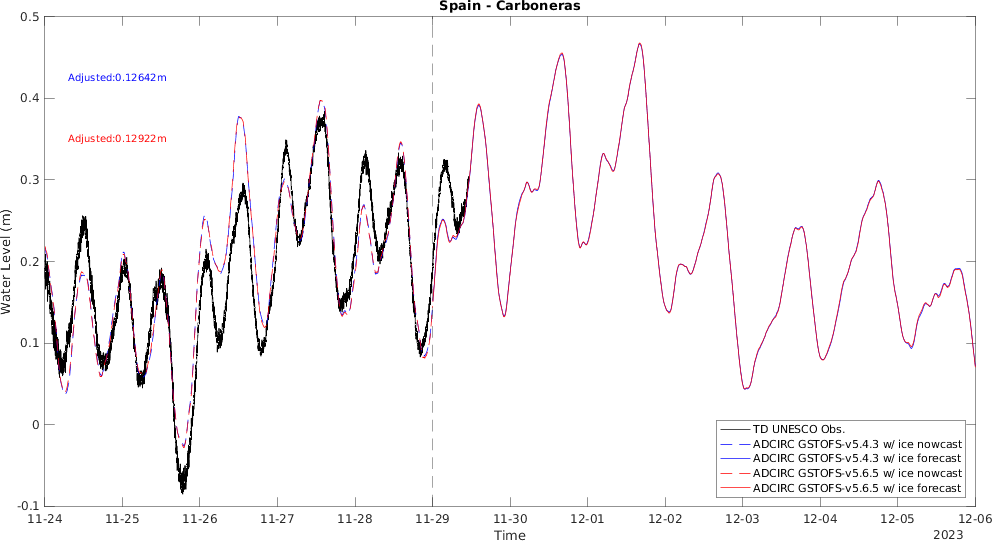 Spain - Carboneras
0.5
0.4
0.3
0.2
0.1
0
-0.1
Water Level (m)
Adjusted:0.12642m
Adjusted:0.12922m
TD UNESCO Obs.
ADCIRC GSTOFS-v5.4.3 w/ ice nowcast
ADCIRC GSTOFS-v5.4.3 w/ ice forecast
ADCIRC GSTOFS-v5.6.5 w/ ice nowcast
ADCIRC GSTOFS-v5.6.5 w/ ice forecast
11-24 11-25 11-26 11-27 11-28 11-29 11-30 12-01 12-02 12-03 12-04 12-05 12-06
Time
2023